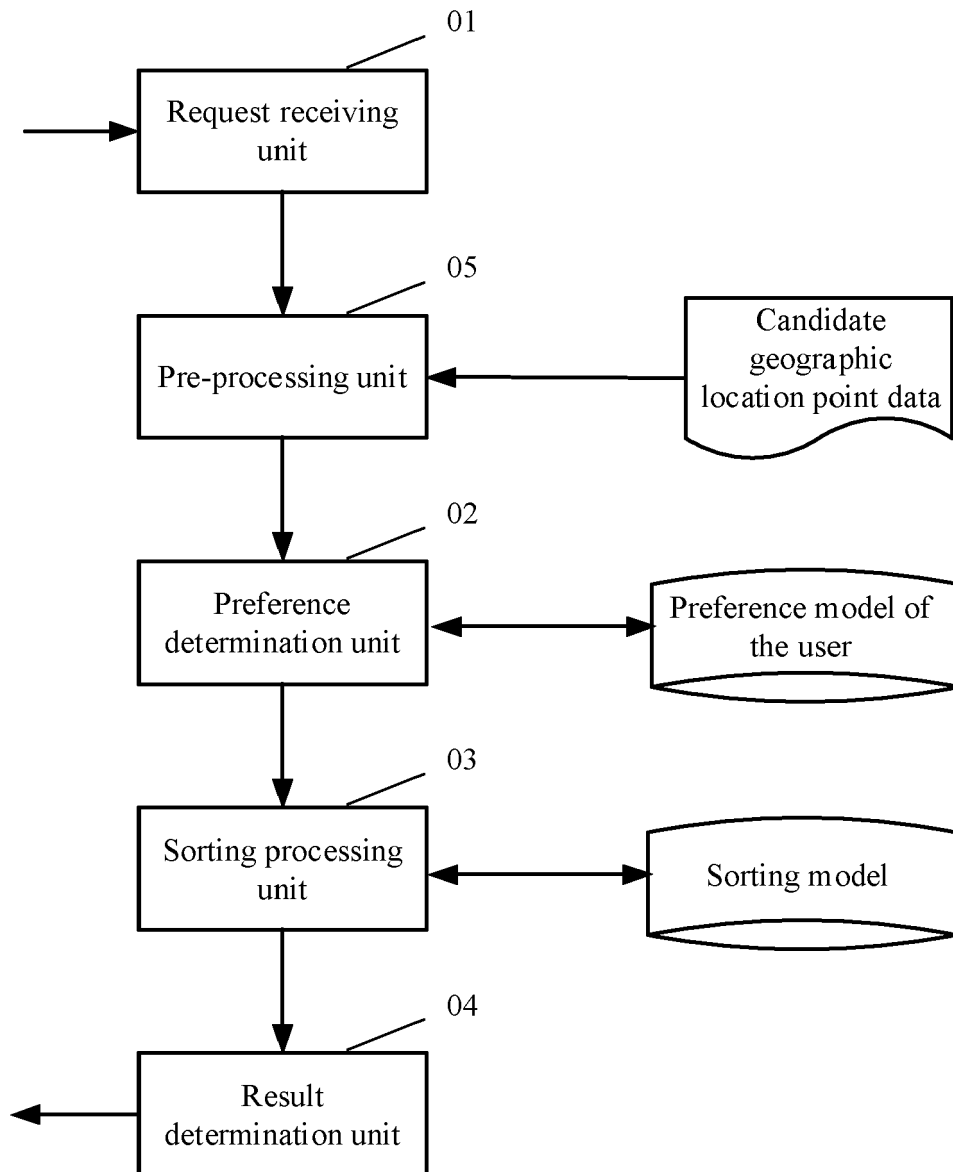 01
Request receiving
unit
05
Pre-processing unit
Candidate
geographic
location point data
02
Preference
determination unit
Preference model of
the user
03
Sorting processing
unit
Sorting model
04
Result
determination unit